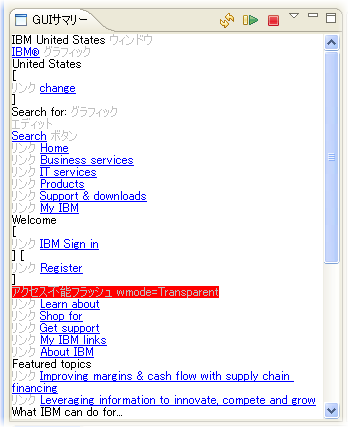 GUIサマリー
IBM United States ウィンドウ
IBM® グラフィック
United States
[
リンク change
]
Search for: グラフィック
エディット
Search ボタン
リンク Home
リンク Business services
リンク IT services
リンク Products
リンク Support & downloads
リンク My IBM
Welcome
[
リンク IBM Sign in
] [
リンク Register
]
アクセス不能フラッシュ wmode=Transparent
リンク Learn about
リンク Shop for
リンク Get support
リンク My IBM links
リンク About IBM
Featured topics
リンク Improving margins & cash flow with supply chain
financing
リンク Leveraging information to innovate, compete and grow
What IBM can do for...